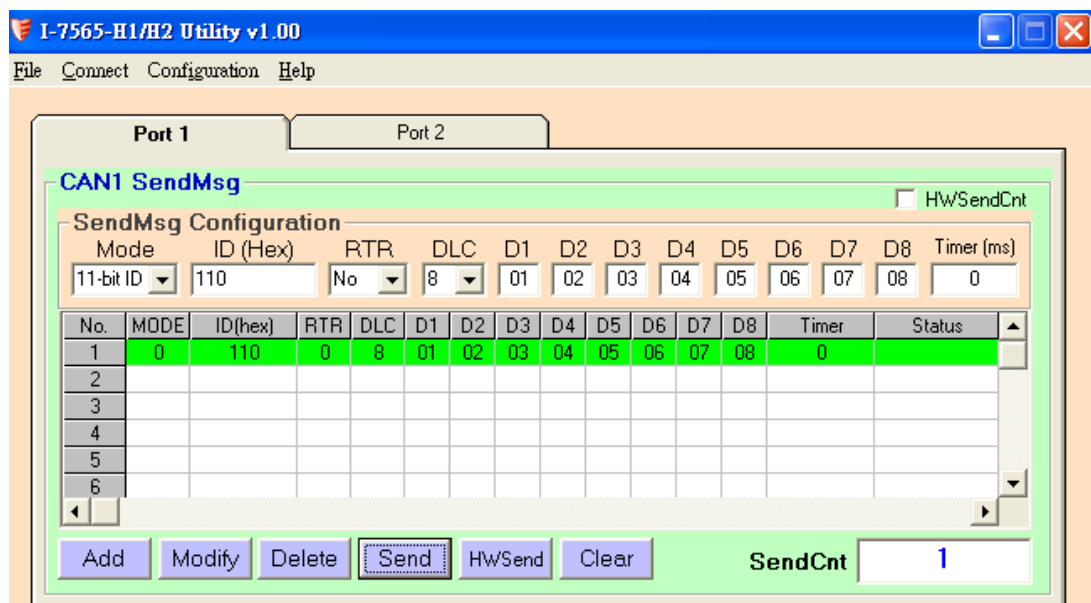 I-7565-H1/H2 Utility v1.00
File Connect Configuration Help
Port 1 Port 2
CAN1 SendMsg
HWSendCnt
SendMsg Configuration
Mode ID (Hex) RTR DLC D1 D2 D3 D4 D5 D6 D7 D8 Timer (ms)
11-bit ID 110 No 8 01 02 03 04 05 06 07 08 0
No. MODE ID(hex) RTR DLC D1 D2 D3 D4 D5 D6 D7 D8 Timer Status
1 0 110 0 8 01 02 03 04 05 06 07 08 0
2
3
4
5
6
Add Modify Delete Send HWSend Clear SendCnt 1